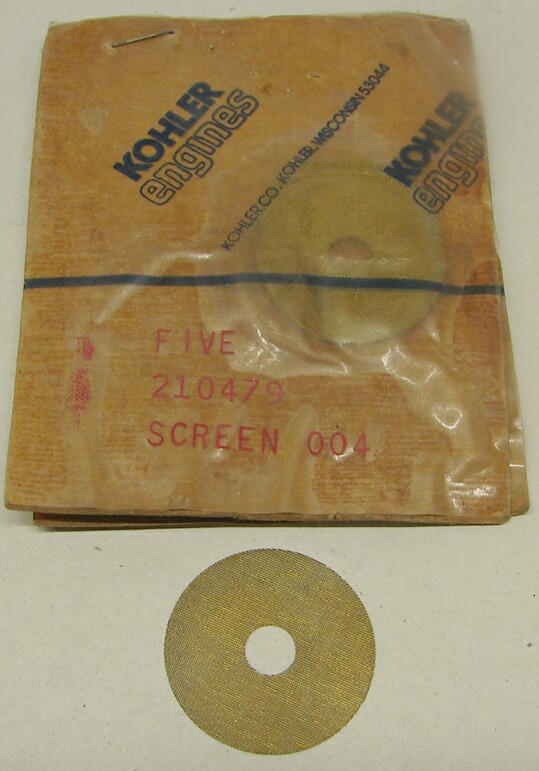 KOHLER
engines
KOHLER CO. KOHLER, WISCONSIN 53044
KOHLER
engines
FIVE
210479
SCREEN 004